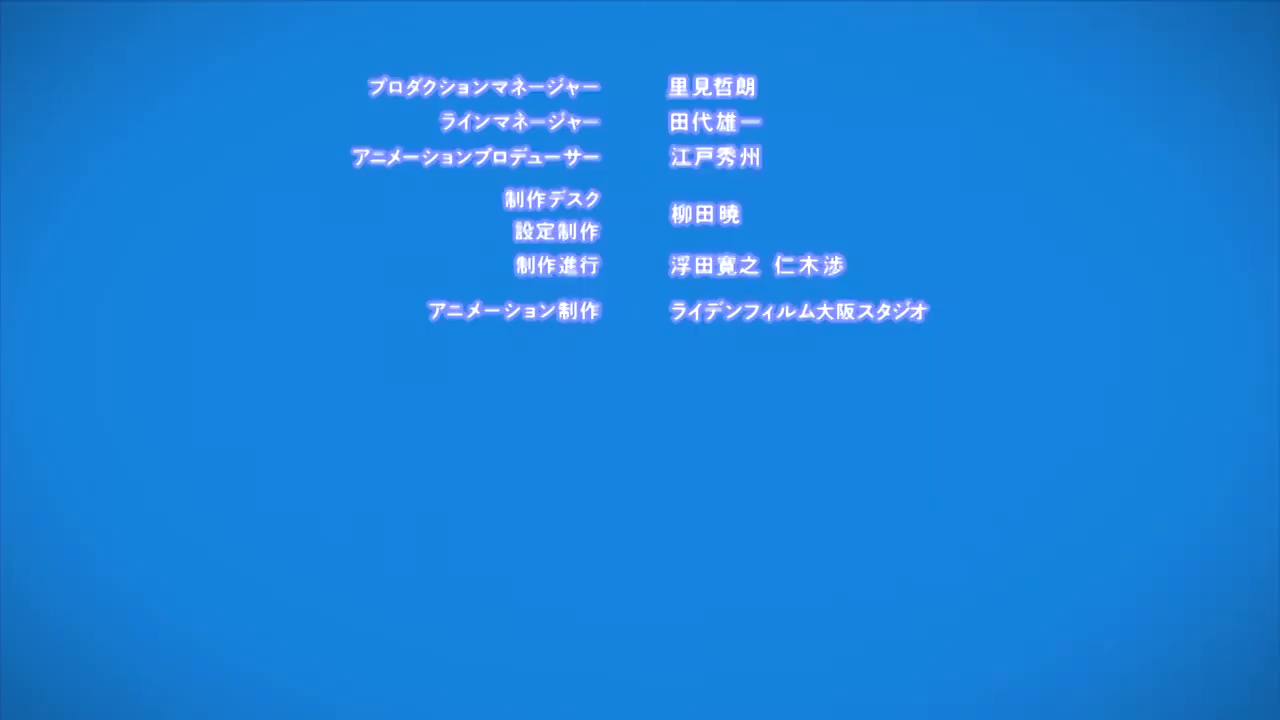 プロダクションマネージャー 里見哲朗
ラインマネージャー 田代雄一
アニメーションプロデューサー 江戸秀州
制作デスク
設定制作 柳田曉
制作進行 浮田寛之 仁木渉
アニメーション制作 ライデンフィルム大阪スタジオ